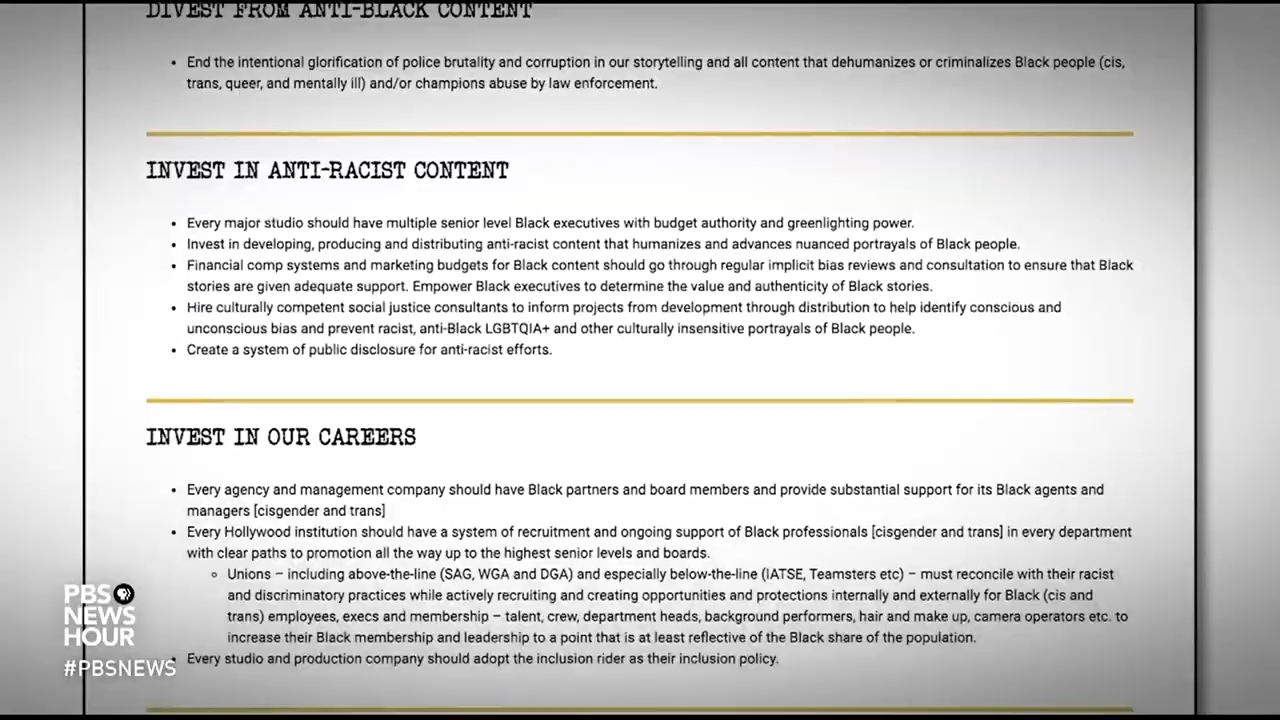 DIVEST FROM ANTI-BLACK CONTENT
• End the intentional glorification of police brutality and corruption in our storytelling and all content that dehumanizes or criminalizes Black people (cis,
trans, queer, and mentally ill) and/or champions abuse by law enforcement.
INVEST IN ANTI-RACIST CONTENT
• Every major studio should have multiple senior level Black executives with budget authority and greenlighting power.
• Invest in developing, producing and distributing anti-racist content that humanizes and advances nuanced portrayals of Black people.
• Financial comp systems and marketing budgets for Black content should go through regular implicit bias reviews and consultation to ensure that Black
stories are given adequate support. Empower Black executives to determine the value and authenticity of Black stories.
• Hire culturally competent social justice consultants to inform projects from development through distribution to help identify conscious and
unconscious bias and prevent racist, anti-Black LGBTQIA+ and other culturally insensitive portrayals of Black people.
• Create a system of public disclosure for anti-racist efforts.
INVEST IN OUR CAREERS
• Every agency and management company should have Black partners and board members and provide substantial support for its Black agents and
managers [cisgender and trans]
• Every Hollywood institution should have a system of recruitment and ongoing support of Black professionals [cisgender and trans] in every department
with clear paths to promotion all the way up to the highest senior levels and boards.
○ Unions – including above-the-line (SAG, WGA and DGA) and especially below-the-line (IATSE, Teamsters etc) – must reconcile with their racist
and discriminatory practices while actively recruiting and creating opportunities and protections internally and externally for Black (cis and
trans) employees, execs and membership – talent, crew, department heads, background performers, hair and make up, camera operators etc. to
increase their Black membership and leadership to a point that is at least reflective of the Black share of the population.
• Every studio and production company should adopt the inclusion rider as their inclusion policy.
PBS
NEWS
HOUR
#PBSNEWS